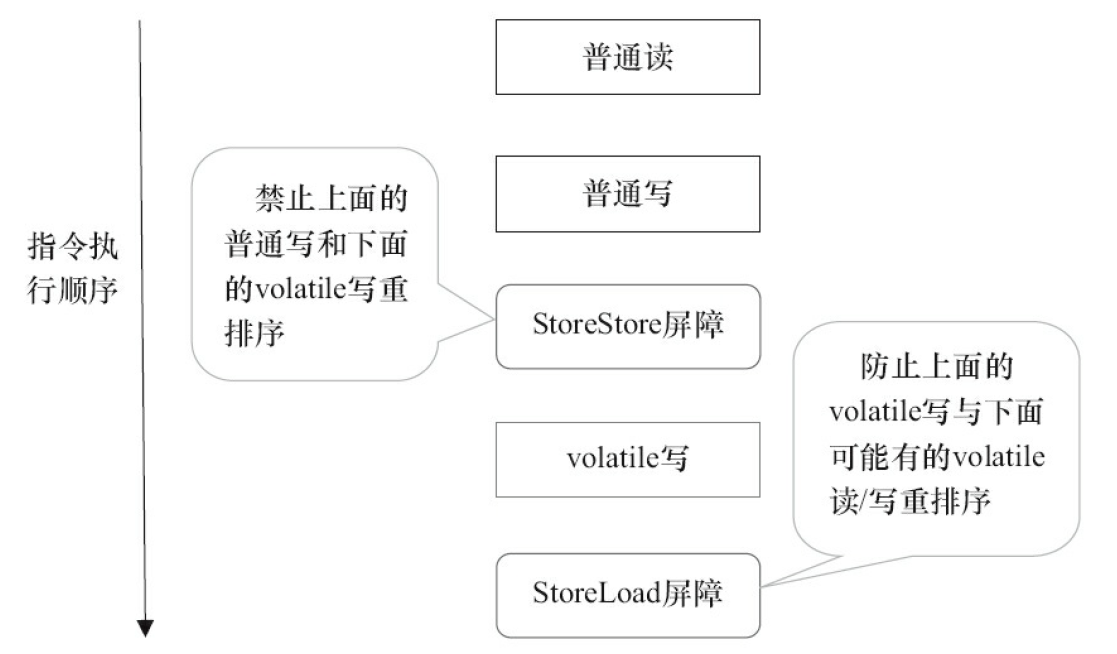 普通读
普通写
禁止上面的
普通写和下面
的volatile写重
排序
指令执
行顺序
StoreStore屏障
防止上面的
volatile写与下面
可能有的volatile
读/写重排序
volatile写
StoreLoad屏障